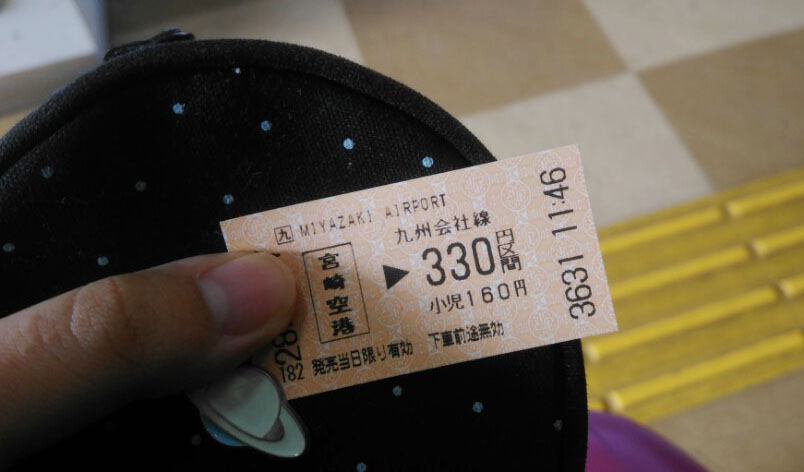 九 MIYAZAKI AIRPORT
九州会社線
宮崎空港 ▶ 330円区間
小児160円
28.
182 発売当日限り有効 下車前途無効
3631 11:46